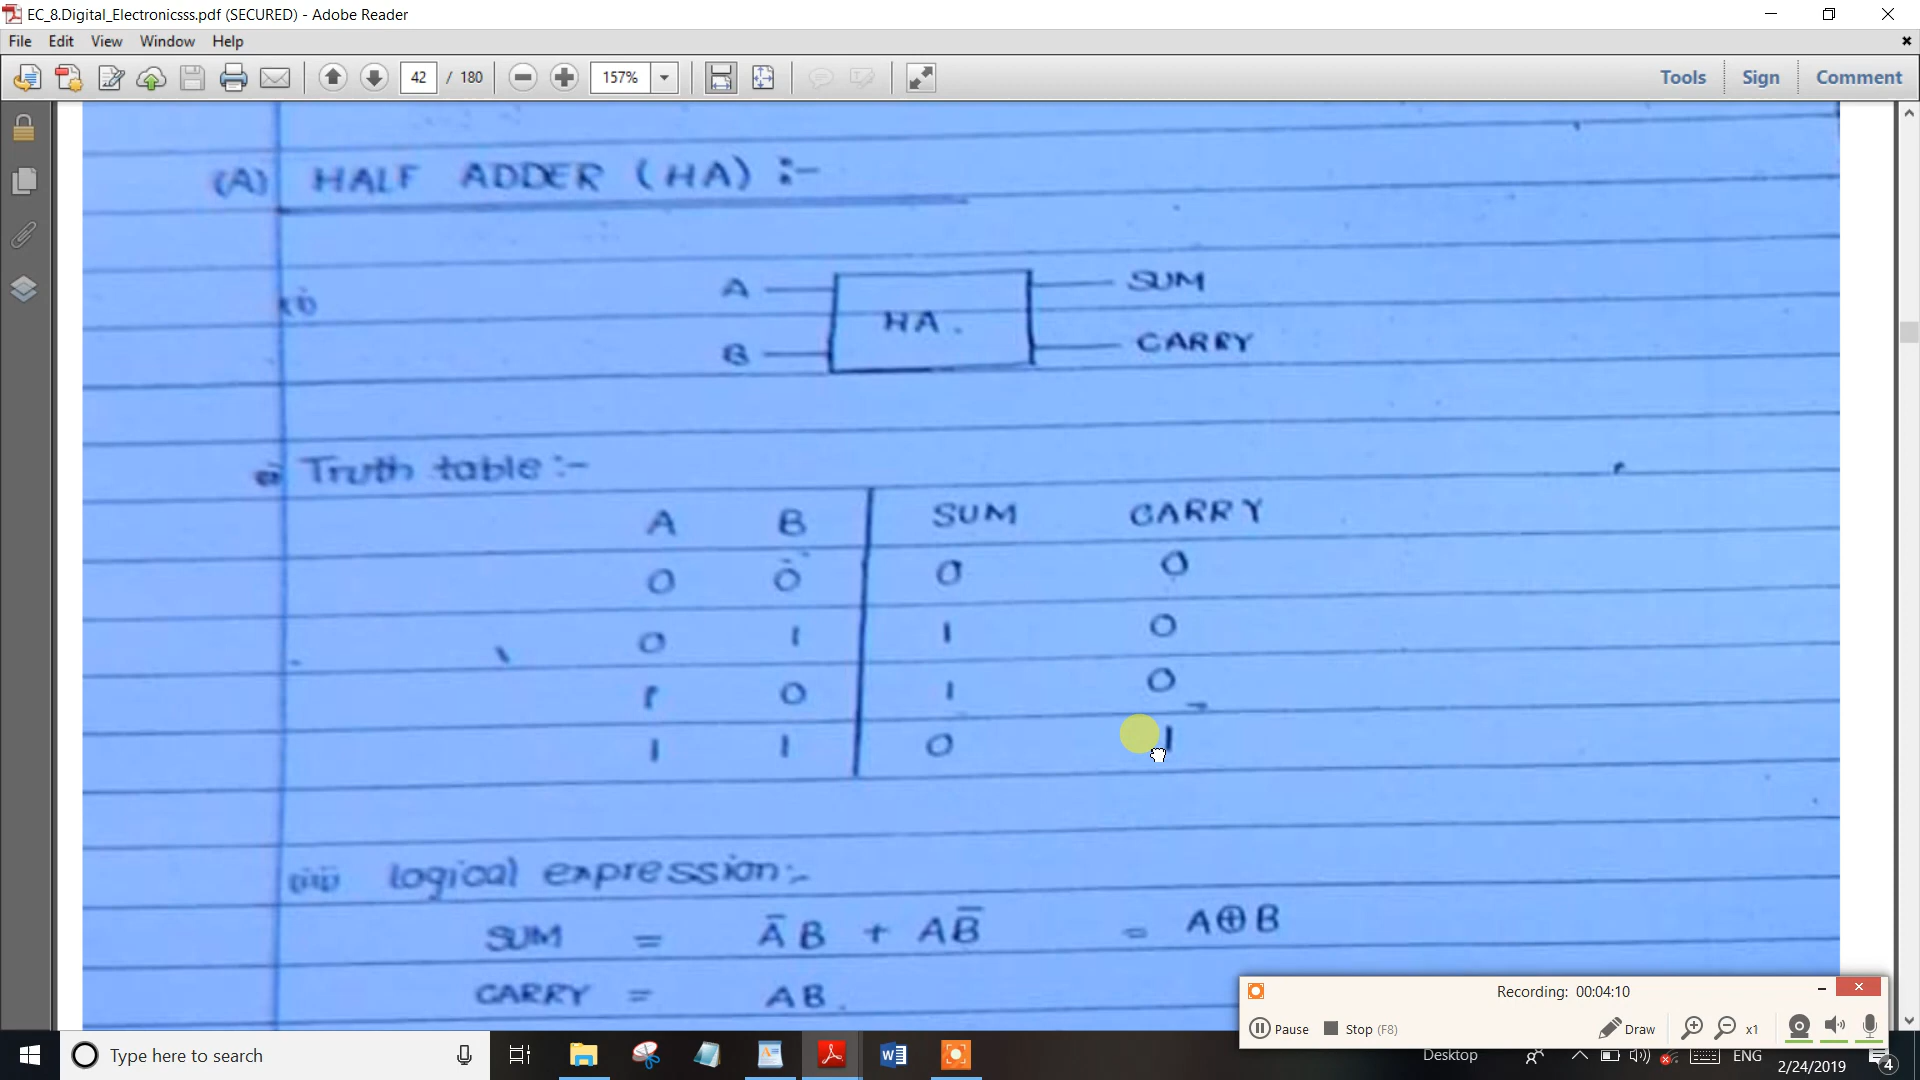 EC_8.Digital_Electronicsss.pdf (SECURED) - Adobe Reader
File Edit View Window Help
42 / 180 157% Tools Sign Comment
(A) HALF ADDER (HA) :-
(i)
A SUM
HA.
B CARRY
Truth table :-
A B SUM CARRY
0 0 0 0
0 1 1 0
1 0 1 0
1 1 0 1
(iii) logical expression:-
SUM = A̅ B + A B̅ = A⊕B
CARRY = AB.
Recording: 00:04:10
Pause Stop (F8) Draw x1
Type here to search Desktop ENG 2/24/2019 4